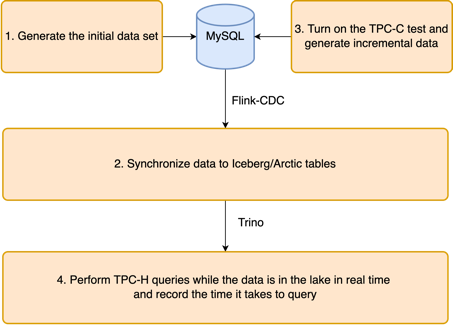 1. Generate the initial data set
MySQL
3. Turn on the TPC-C test and
generate incremental data
Flink-CDC
2. Synchronize data to Iceberg/Arctic tables
Trino
4. Perform TPC-H queries while the data is in the lake in real time
and record the time it takes to query